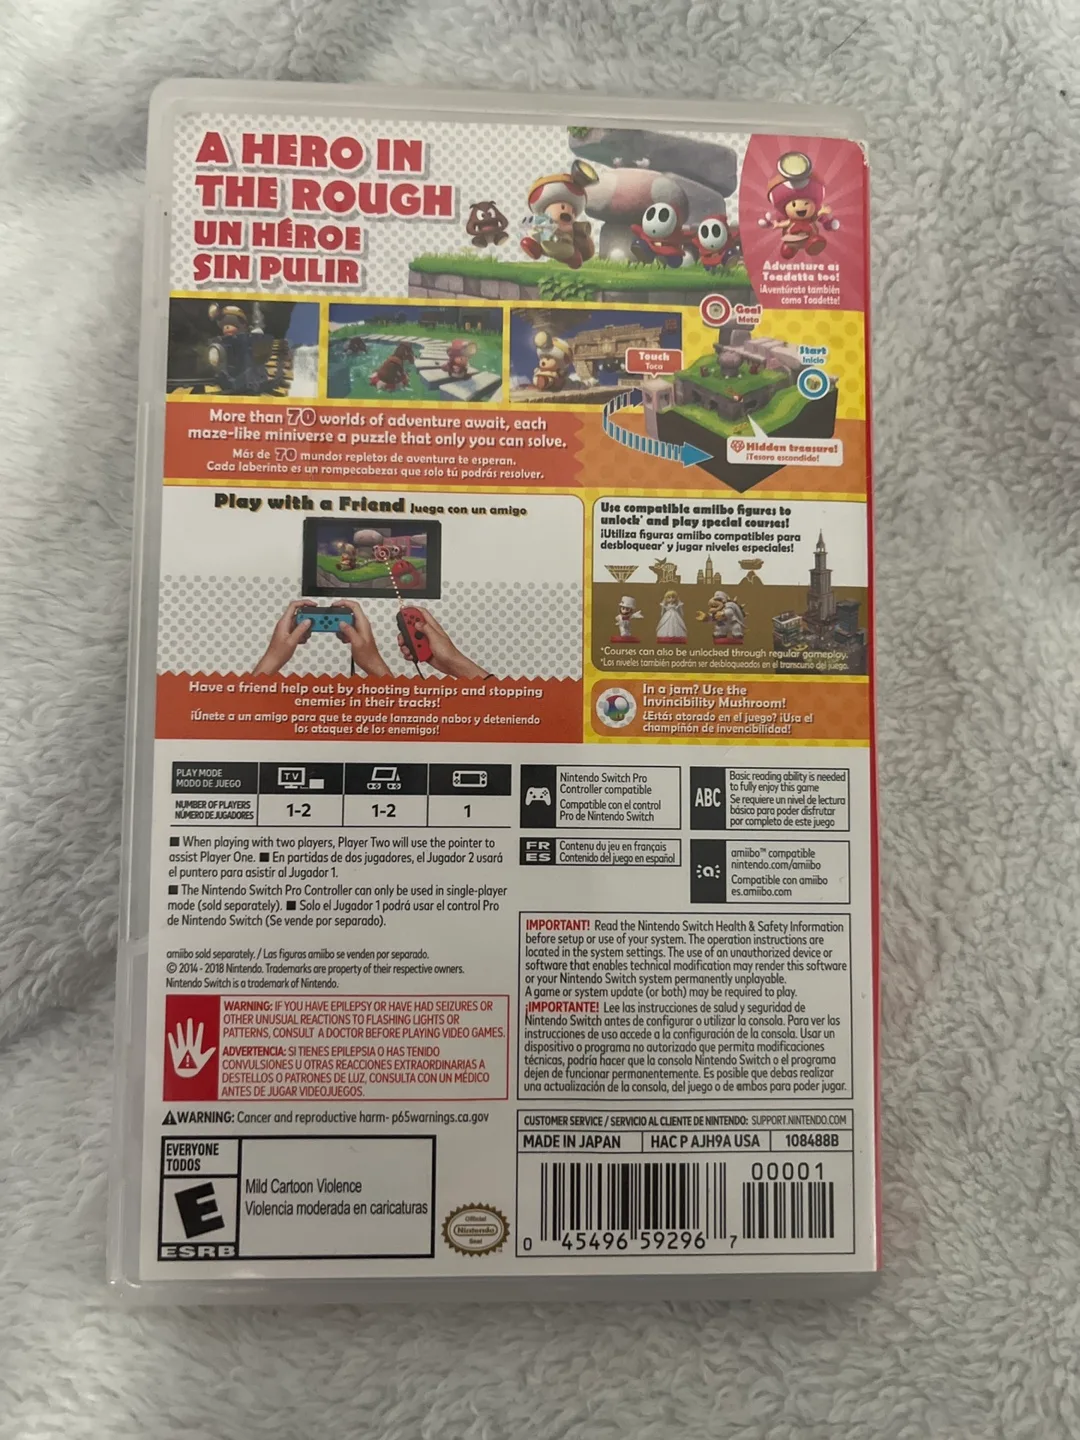 A HERO IN
THE ROUGH
UN HÉROE
SIN PULIR
Adventure as
Toadette too!
¡Aventúrate también
como Toadette!
Goal
Meta
Start
Inicio
Touch
Toca
Hidden treasure!
¡Tesoro escondido!
More than 70 worlds of adventure await, each
maze-like miniverse a puzzle that only you can solve.
Más de 70 mundos repletos de aventura te esperan.
Cada laberinto es un rompecabezas que solo tú podrás resolver.
Play with a Friend Juega con un amigo
Have a friend help out by shooting turnips and stopping
enemies in their tracks!
¡Únete a un amigo para que te ayude lanzando nabos y deteniendo
los ataques de los enemigos!
Use compatible amiibo figures to
unlock* and play special courses!
¡Utiliza figuras amiibo compatibles para
desbloquear* y jugar niveles especiales!
*Courses can also be unlocked through regular gameplay.
*Los niveles también podrán ser desbloqueados en el transcurso del juego.
In a jam? Use the
Invincibility Mushroom!
¿Estás atorado en el juego? ¡Usa el
champiñón de invencibilidad!
PLAY MODE
MODO DE JUEGO
TV
NUMBER OF PLAYERS
NÚMERO DE JUGADORES
1-2
1-2
1
Nintendo Switch Pro
Controller compatible
Compatible con el control
Pro de Nintendo Switch
ABC
Basic reading ability is needed
to fully enjoy this game
Se requiere un nivel de lectura
básico para poder disfrutar
por completo de este juego
FR Contenu du jeu en français
ES Contenido del juego en español
amiibo™ compatible
nintendo.com/amiibo
Compatible con amiibo
es.amiibo.com
■ When playing with two players, Player Two will use the pointer to
assist Player One. ■ En partidas de dos jugadores, el Jugador 2 usará
el puntero para asistir al Jugador 1.
■ The Nintendo Switch Pro Controller can only be used in single-player
mode (sold separately). ■ Solo el Jugador 1 podrá usar el control Pro
de Nintendo Switch (Se vende por separado).
amiibo sold separately. / Las figuras amiibo se venden por separado.
© 2014 - 2018 Nintendo. Trademarks are property of their respective owners.
Nintendo Switch is a trademark of Nintendo.
WARNING: IF YOU HAVE EPILEPSY OR HAVE HAD SEIZURES OR
OTHER UNUSUAL REACTIONS TO FLASHING LIGHTS OR
PATTERNS, CONSULT A DOCTOR BEFORE PLAYING VIDEO GAMES.
ADVERTENCIA: SI TIENES EPILEPSIA O HAS TENIDO
CONVULSIONES U OTRAS REACCIONES EXTRAORDINARIAS A
DESTELLOS O PATRONES DE LUZ, CONSULTA CON UN MÉDICO
ANTES DE JUGAR VIDEOJUEGOS.
WARNING: Cancer and reproductive harm- p65warnings.ca.gov
IMPORTANT! Read the Nintendo Switch Health & Safety Information
before setup or use of your system. The operation instructions are
located in the system settings. The use of an unauthorized device or
software that enables technical modification may render this software
or your Nintendo Switch system permanently unplayable.
A game or system update (or both) may be required to play.
¡IMPORTANTE! Lee las instrucciones de salud y seguridad de
Nintendo Switch antes de configurar o utilizar la consola. Para ver las
instrucciones de uso accede a la configuración de la consola. Usar un
dispositivo o programa no autorizado que permita modificaciones
técnicas, podría hacer que la consola Nintendo Switch o el programa
dejen de funcionar permanentemente. Es posible que debas realizar
una actualización de la consola, del juego o de ambos para poder jugar.
CUSTOMER SERVICE / SERVICIO AL CLIENTE DE NINTENDO: SUPPORT.NINTENDO.COM
MADE IN JAPAN
HAC P AJH9A USA
108488B
00001
0 45496 59296 7
EVERYONE
TODOS
E
ESRB
Mild Cartoon Violence
Violencia moderada en caricaturas
Official
Nintendo
Seal